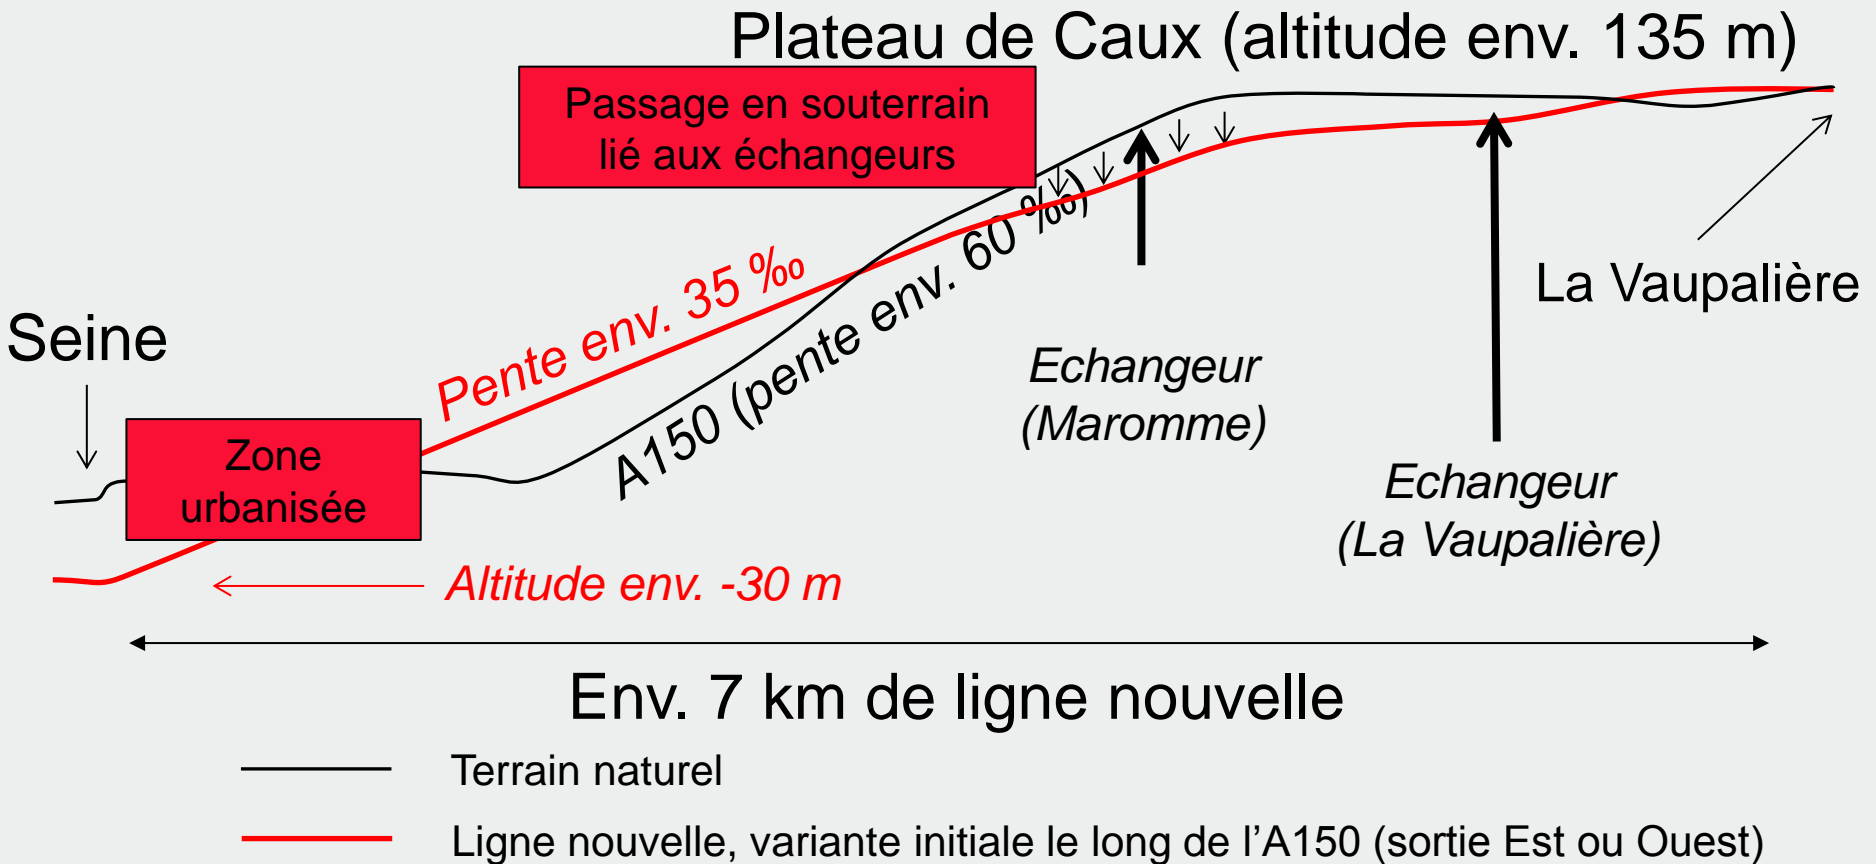 Plateau de Caux (altitude env. 135 m)
Passage en souterrain
lié aux échangeurs
Pente env. 35 ‰
A150 (pente env. 60 ‰)
La Vaupalière
Seine
Echangeur
(Maromme)
Zone
urbanisée
Echangeur
(La Vaupalière)
Altitude env. -30 m
Env. 7 km de ligne nouvelle
Terrain naturel
Ligne nouvelle, variante initiale le long de l’A150 (sortie Est ou Ouest)